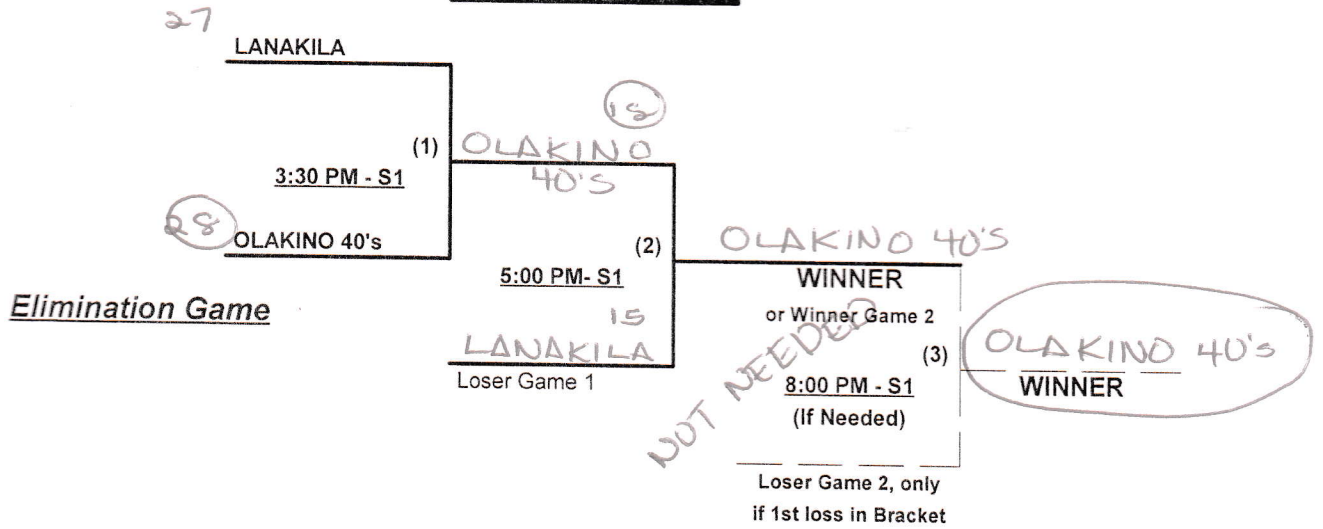 27
LANAKILA
(1)
3:30 PM - S1
28
OLAKINO 40's
18
OLAKINO
40'S
(2)
5:00 PM- S1
Elimination Game
15
LANAKILA
Loser Game 1
OLAKINO 40'S
WINNER
or Winner Game 2
NOT NEEDED
(3)
8:00 PM - S1
(If Needed)
OLAKINO 40's
WINNER
Loser Game 2, only
if 1st loss in Bracket